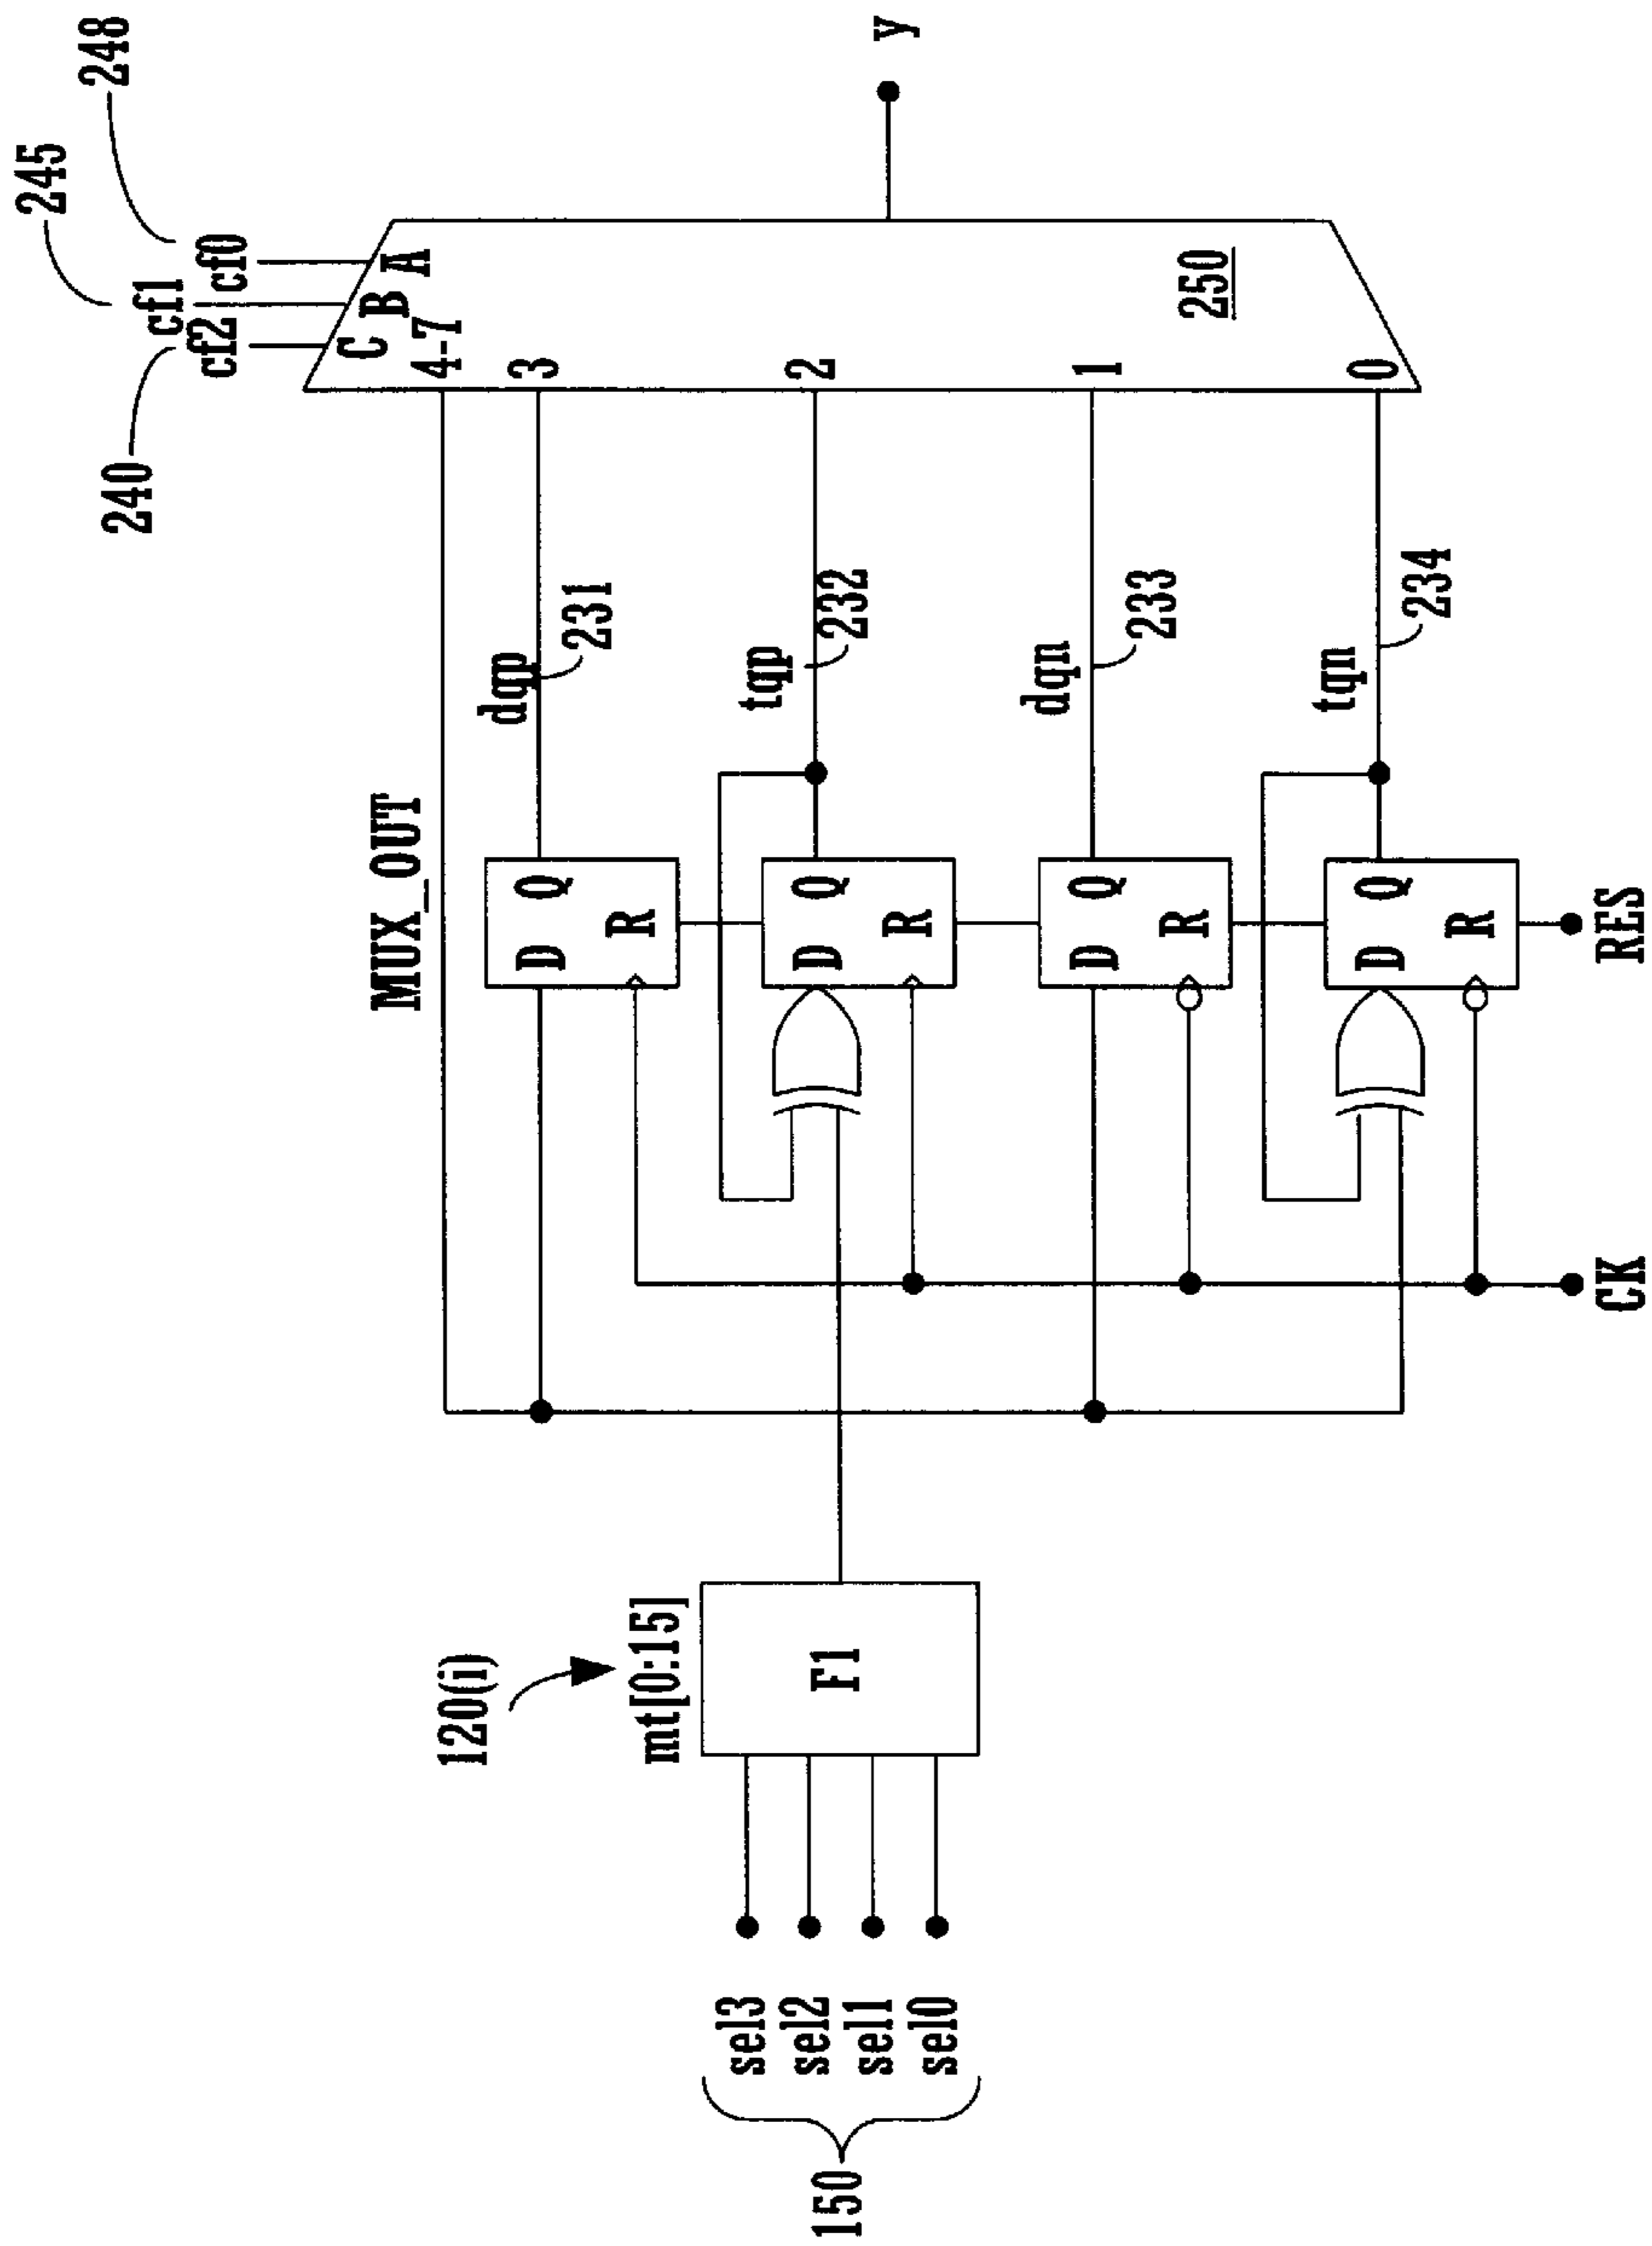 150
sel3
sel2
sel1
sel0
120(i)
mt[0:15]
F1
MUX_OUT
D Q
R
D Q
R
D Q
R
D Q
R
CK
RES
dqp
231
tqp
232
dqn
233
tqn
234
240
245
248
cf2
cf1
cf0
C B A
4-7
3
2
1
0
250
y